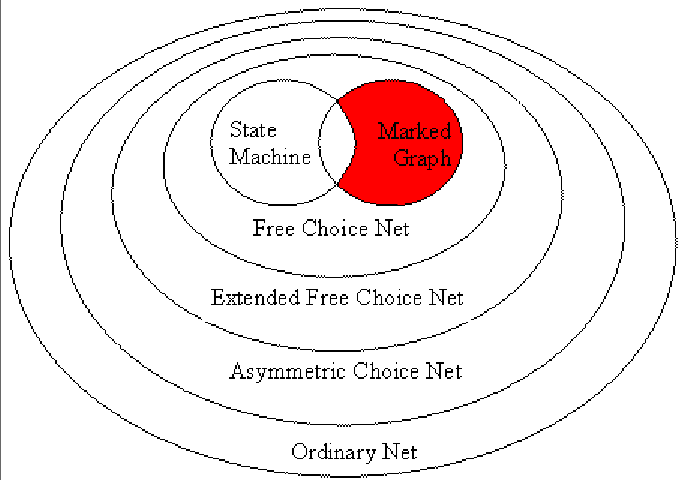 State
Machine
Marked
Graph
Free Choice Net
Extended Free Choice Net
Asymmetric Choice Net
Ordinary Net